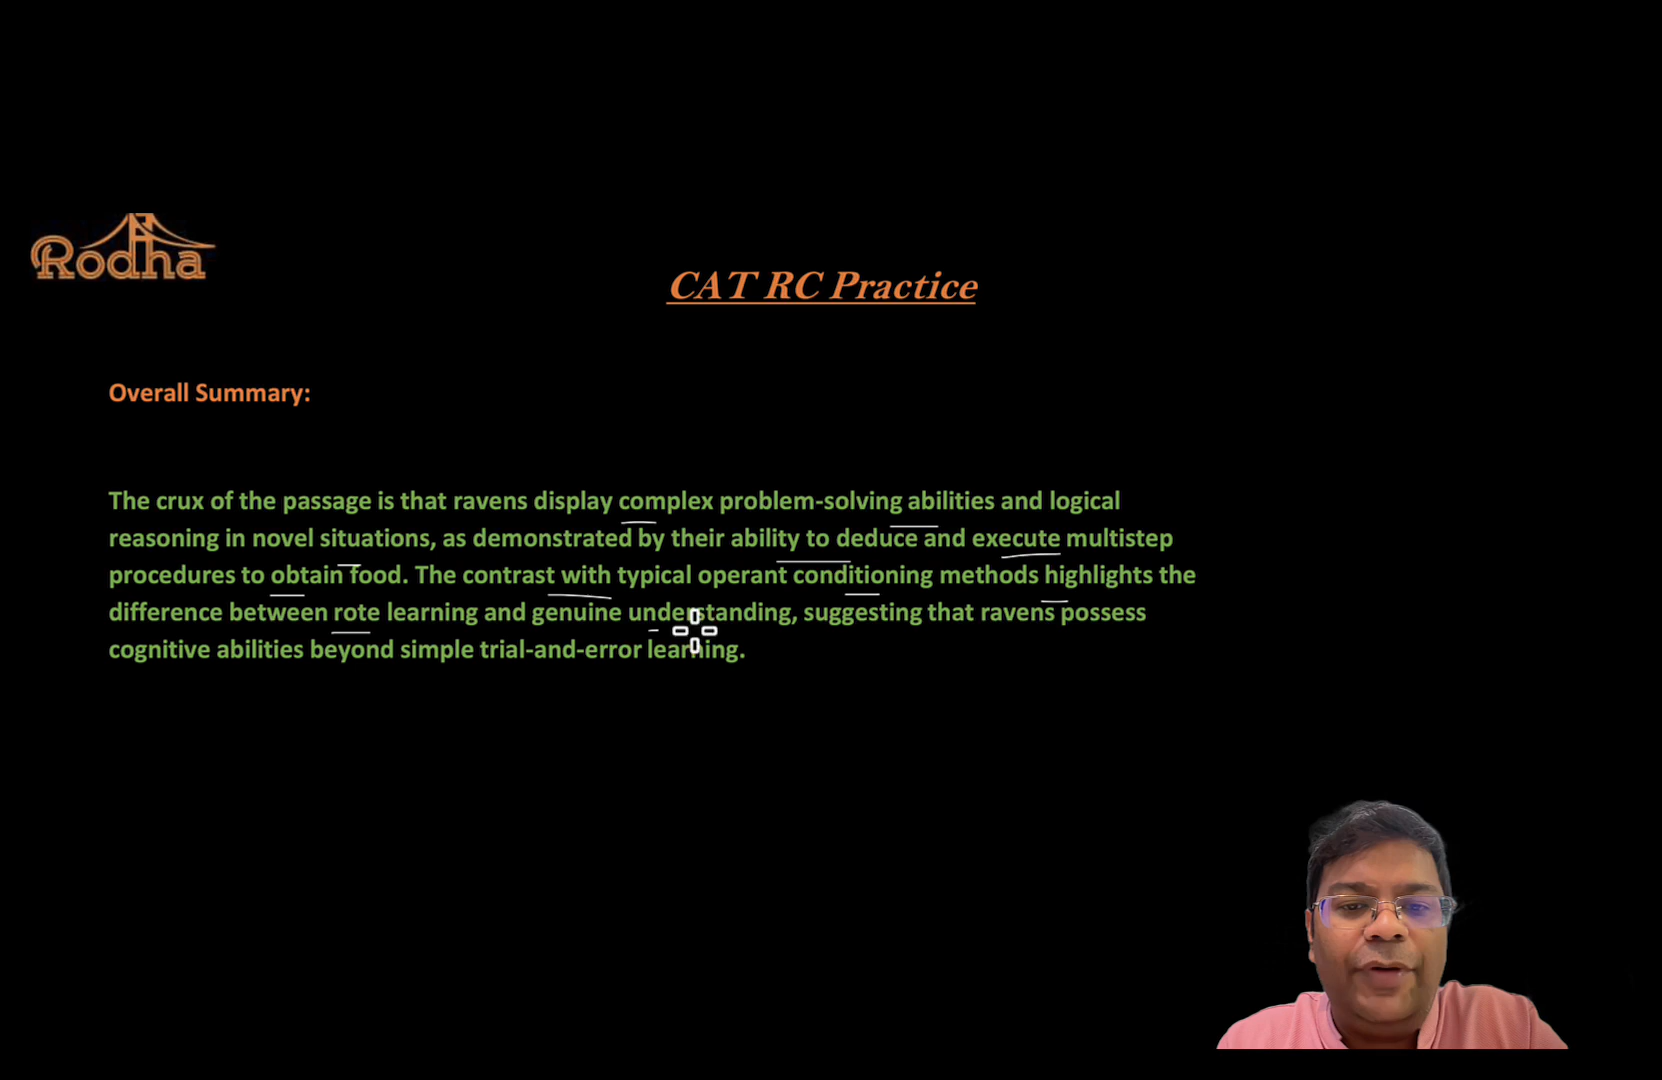 Rodha
CAT RC Practice
Overall Summary:
The crux of the passage is that ravens display complex problem-solving abilities and logical
reasoning in novel situations, as demonstrated by their ability to deduce and execute multistep
procedures to obtain food. The contrast with typical operant conditioning methods highlights the
difference between rote learning and genuine understanding, suggesting that ravens possess
cognitive abilities beyond simple trial-and-error learning.